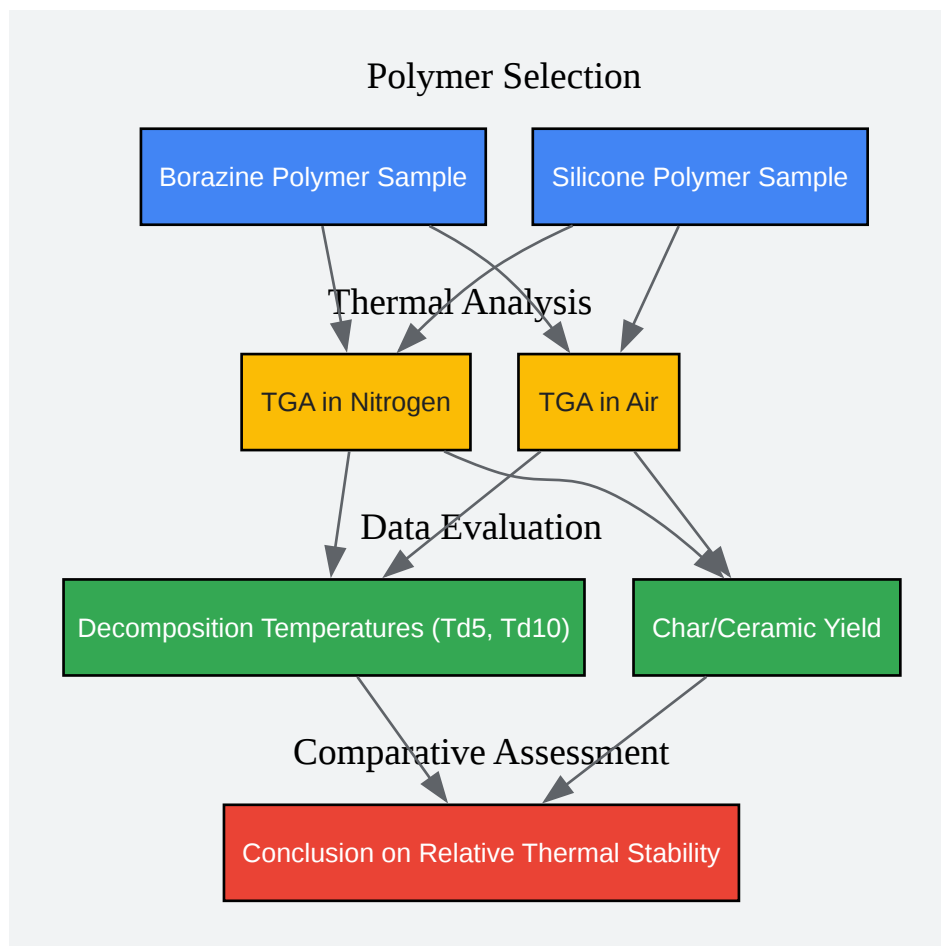 Polymer Selection
Borazine Polymer Sample
Silicone Polymer Sample
Thermal Analysis
TGA in Nitrogen
TGA in Air
Data Evaluation
Decomposition Temperatures (Td5, Td10)
Char/Ceramic Yield
Comparative Assessment
Conclusion on Relative Thermal Stability